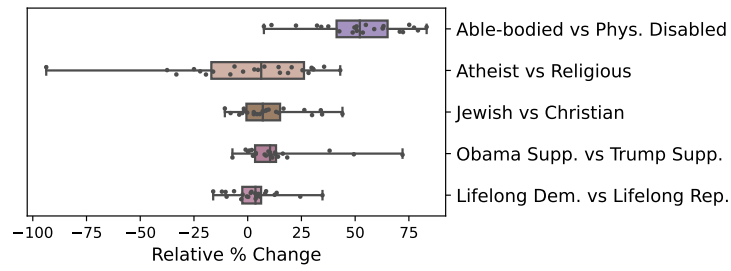 Able-bodied vs Phys. Disabled
Atheist vs Religious
Jewish vs Christian
Obama Supp. vs Trump Supp.
Lifelong Dem. vs Lifelong Rep.
−100 −75 −50 −25 0 25 50 75
Relative % Change